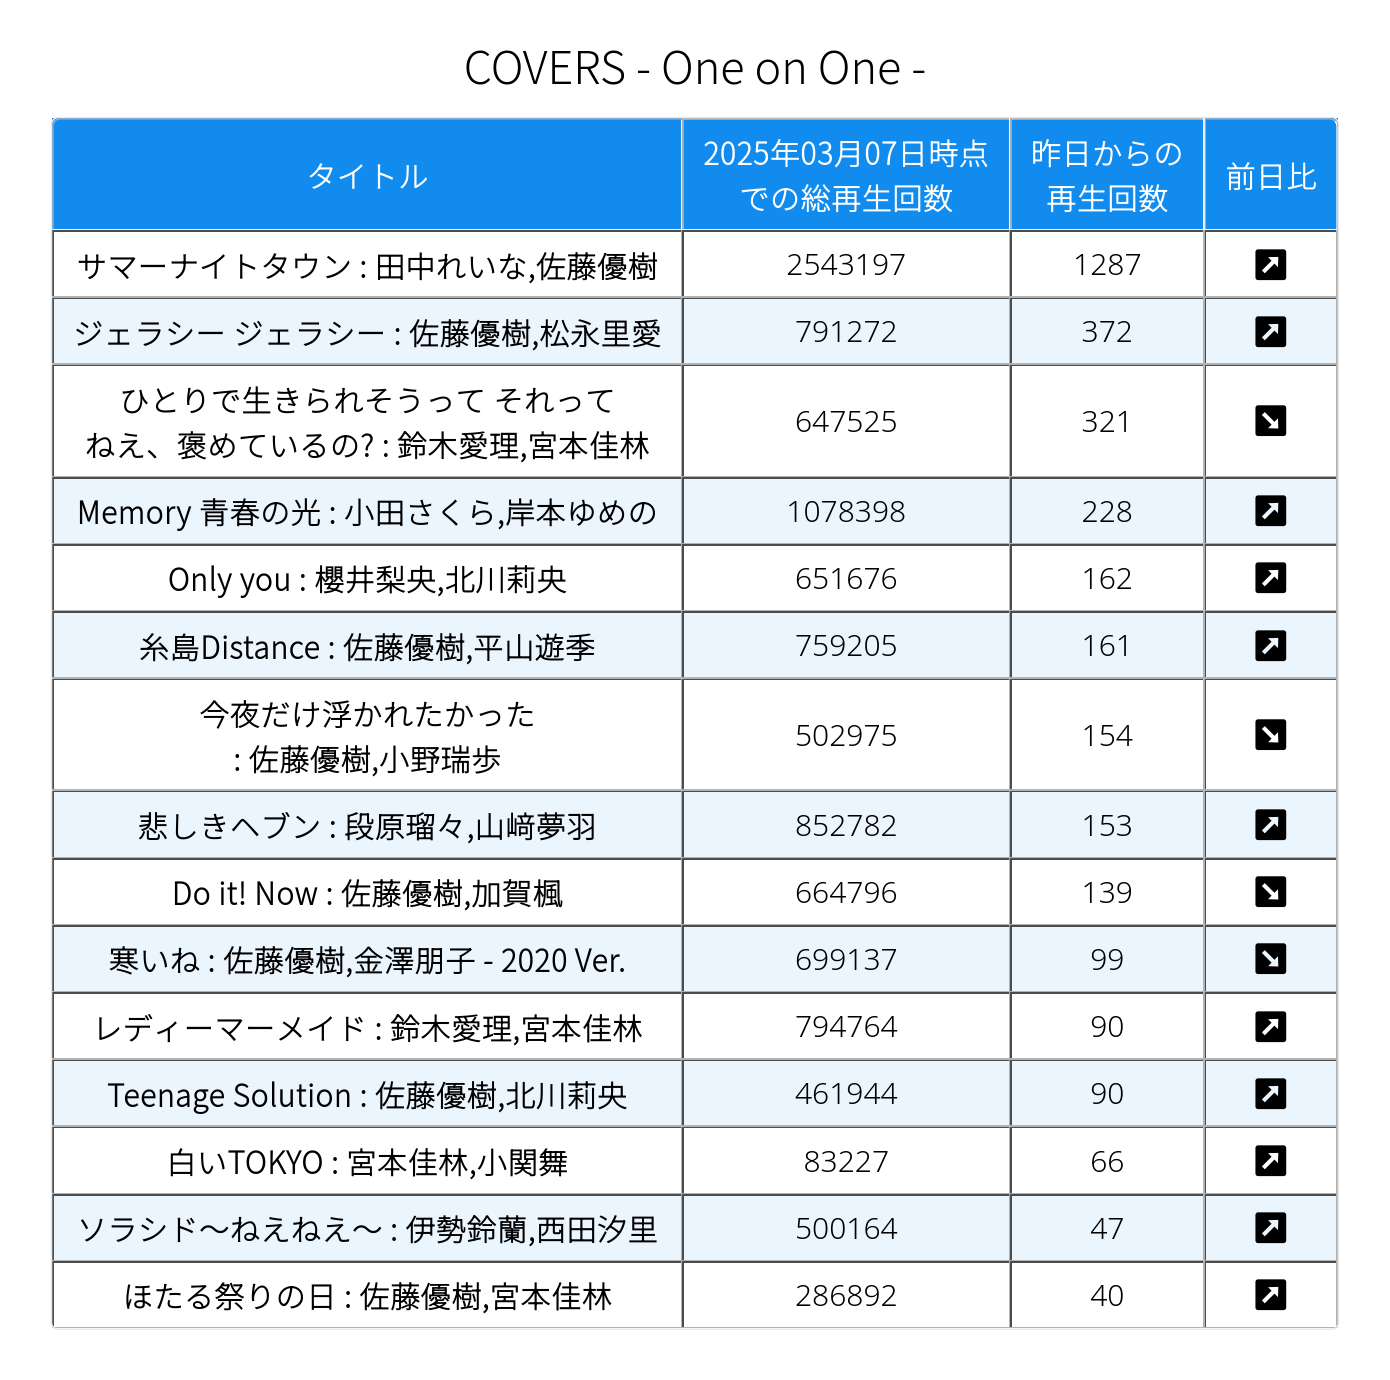 COVERS - One on One -
タイトル
2025年03月07日時点
での総再生回数
昨日からの
再生回数
前日比
サマーナイトタウン : 田中れいな,佐藤優樹
2543197
1287
ジェラシー ジェラシー : 佐藤優樹,松永里愛
791272
372
ひとりで生きられそうって それって
ねえ、褒めているの? : 鈴木愛理,宮本佳林
647525
321
Memory 青春の光 : 小田さくら,岸本ゆめの
1078398
228
Only you : 櫻井梨央,北川莉央
651676
162
糸島Distance : 佐藤優樹,平山遊季
759205
161
今夜だけ浮かれたかった
: 佐藤優樹,小野瑞歩
502975
154
悲しきヘブン : 段原瑠々,山﨑夢羽
852782
153
Do it! Now : 佐藤優樹,加賀楓
664796
139
寒いね : 佐藤優樹,金澤朋子 - 2020 Ver.
699137
99
レディーマーメイド : 鈴木愛理,宮本佳林
794764
90
Teenage Solution : 佐藤優樹,北川莉央
461944
90
白いTOKYO : 宮本佳林,小関舞
83227
66
ソラシド～ねえねえ～ : 伊勢鈴蘭,西田汐里
500164
47
ほたる祭りの日 : 佐藤優樹,宮本佳林
286892
40